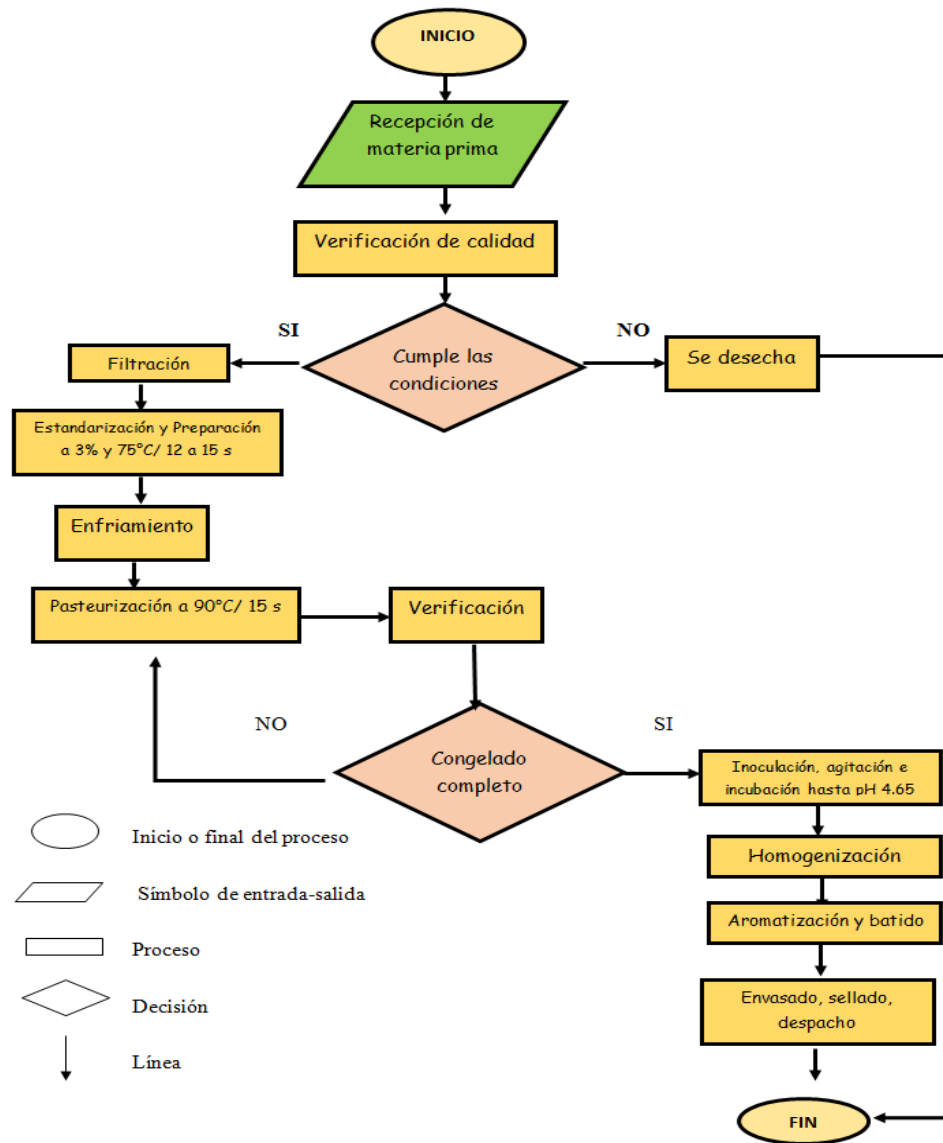 INICIO
Recepción de
materia prima
Verificación de calidad
SI
NO
Cumple las
condiciones
Se desecha
Filtración
Estandarización y Preparación
a 3% y 75°C/ 12 a 15 s
Enfriamiento
Pasteurización a 90°C/ 15 s
Verificación
NO
SI
Congelado
completo
Inoculación, agitación e
incubación hasta pH 4.65
Homogenización
Aromatización y batido
Envasado, sellado,
despacho
FIN
Inicio o final del proceso
Símbolo de entrada-salida
Proceso
Decisión
Línea